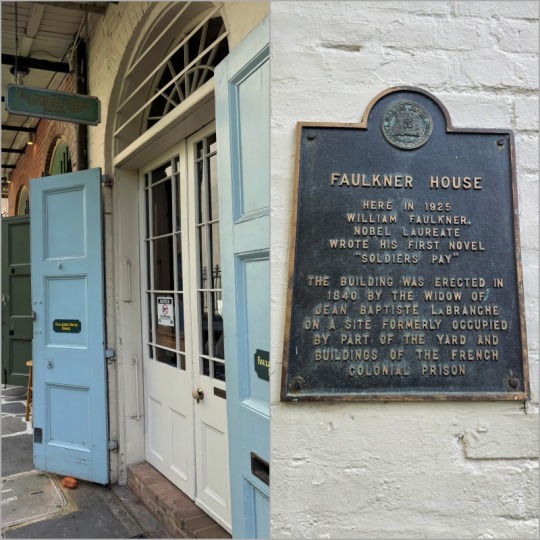 FAULKNER HOUSE
HERE IN 1925
WILLIAM FAULKNER,
NOBEL LAUREATE
WROTE HIS FIRST NOVEL
"SOLDIERS PAY"
THE BUILDING WAS ERECTED IN
1840 BY THE WIDOW OF
JEAN BAPTISTE LABRANCHE
ON A SITE FORMERLY OCCUPIED
BY PART OF THE YARD AND
BUILDINGS OF THE FRENCH
COLONIAL PRISON